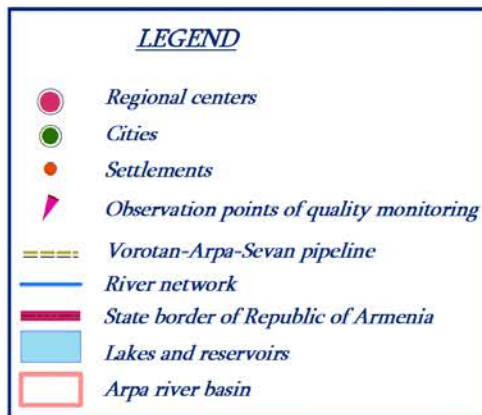 LEGEND
Regional centers
Cities
Settlements
Observation points of quality monitoring
Vorotan-Arpa-Sevan pipeline
River network
State border of Republic of Armenia
Lakes and reservoirs
Arpa river basin